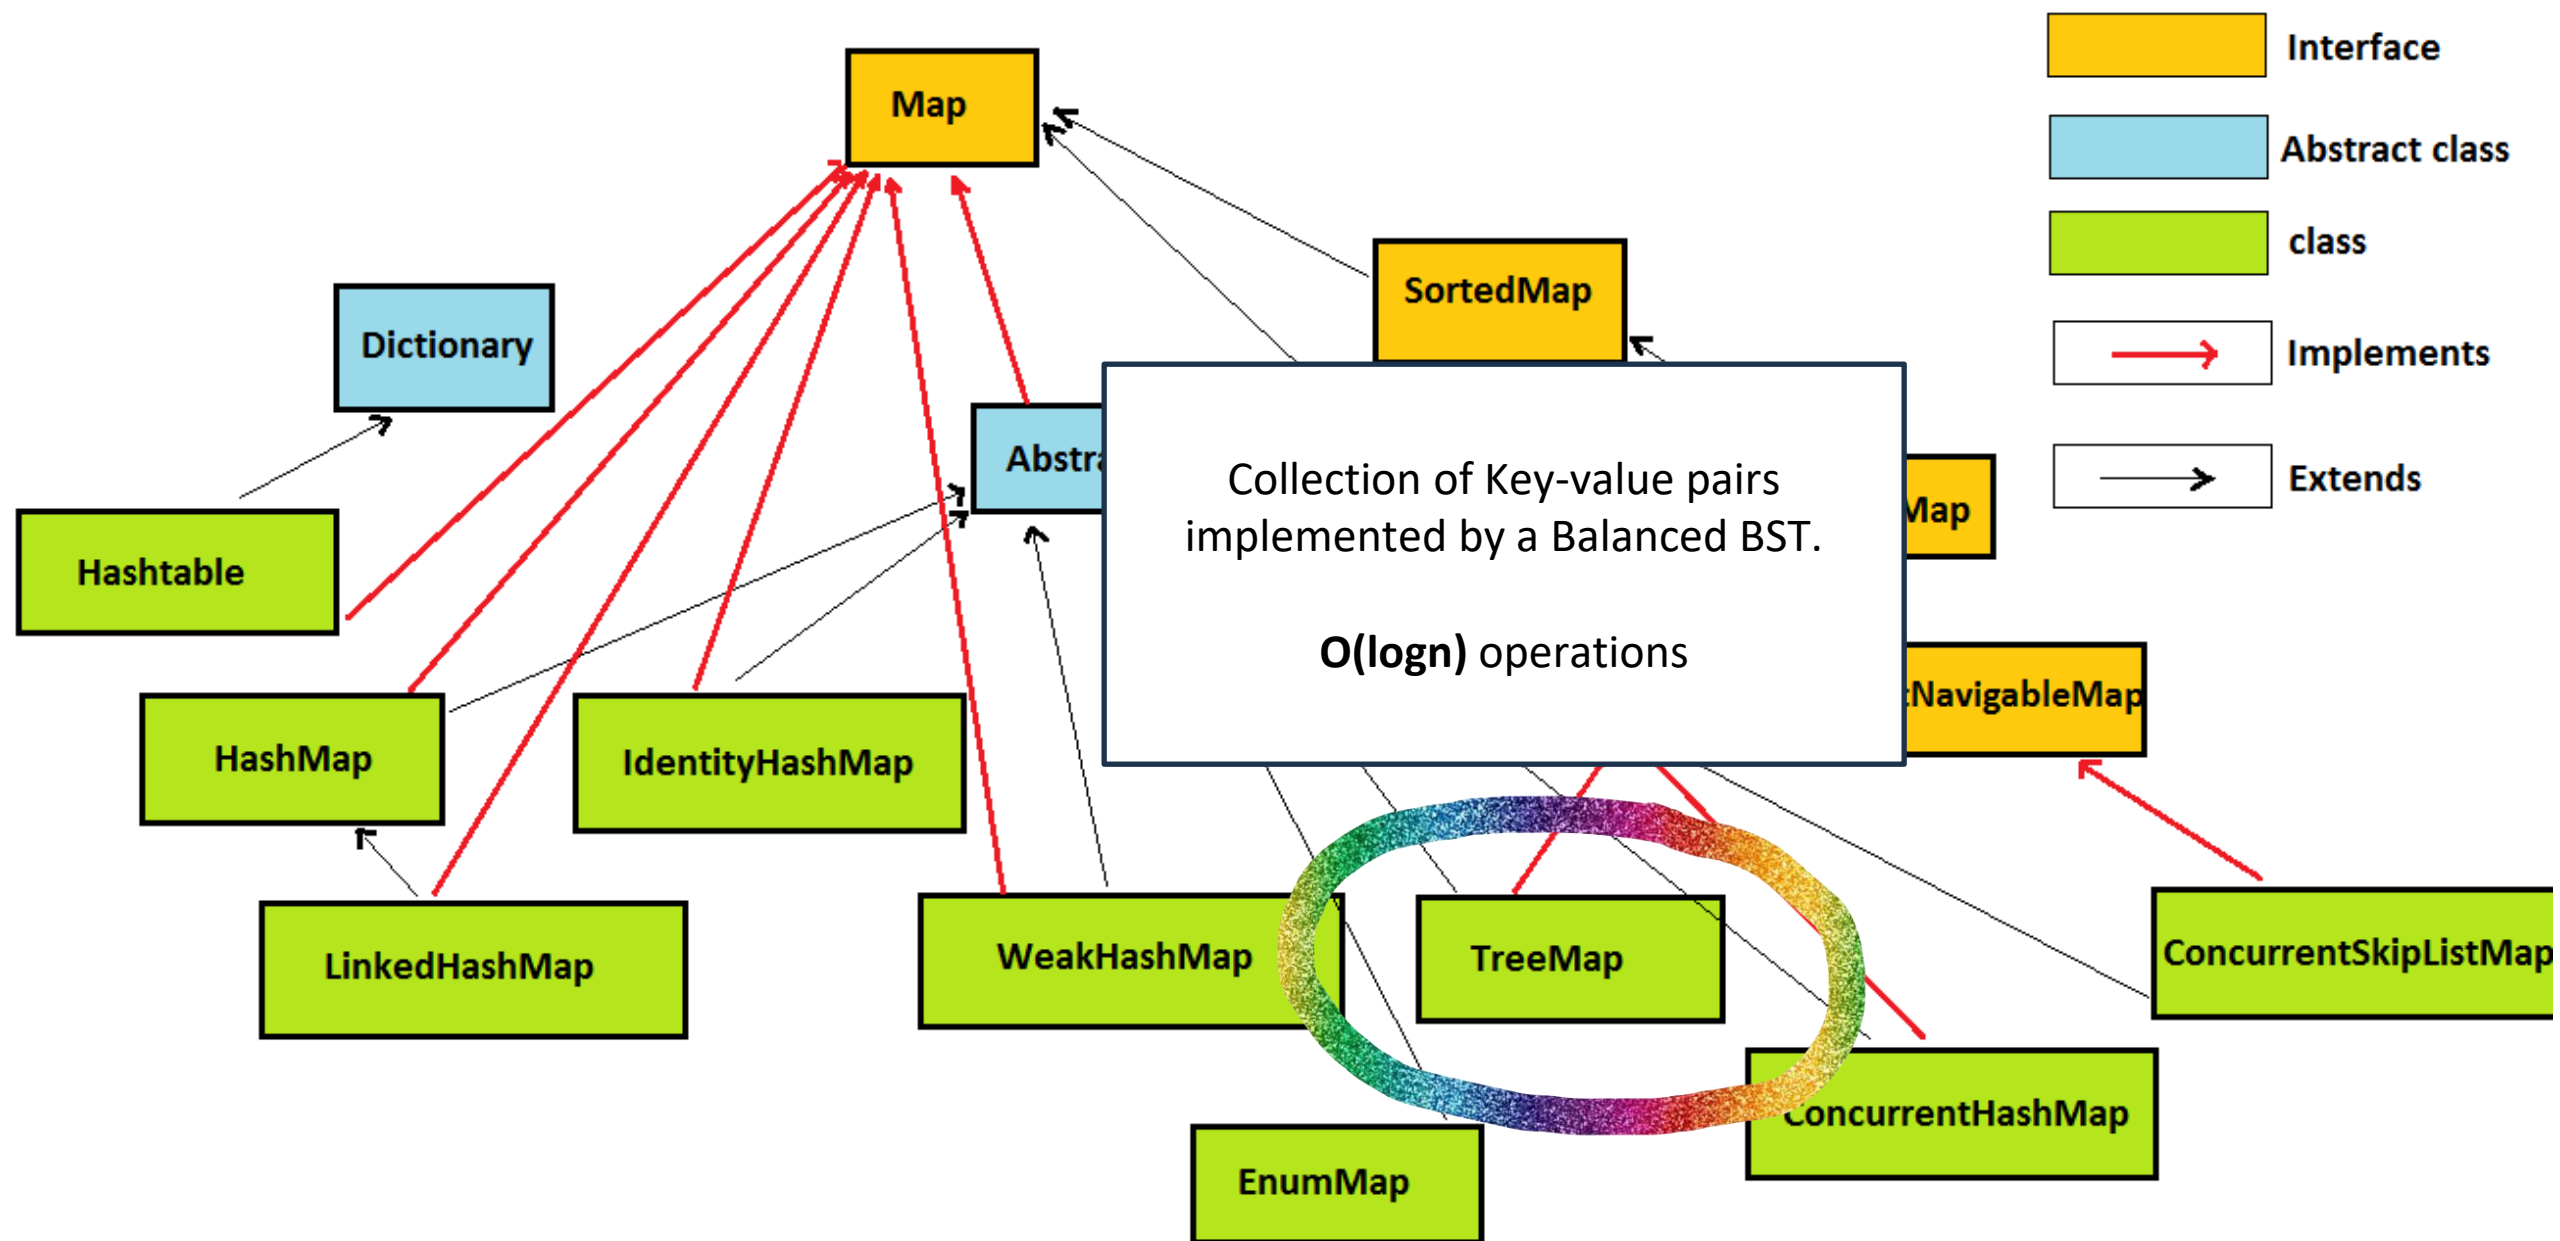 Map
Interface
Abstract class
class
SortedMap
Dictionary
Implements
Abstra
Collection of Key-value pairs
implemented by a Balanced BST.
O(logn) operations
Map
Extends
Hashtable
NavigableMap
HashMap
IdentityHashMap
LinkedHashMap
WeakHashMap
TreeMap
ConcurrentSkipListMap
ConcurrentHashMap
EnumMap